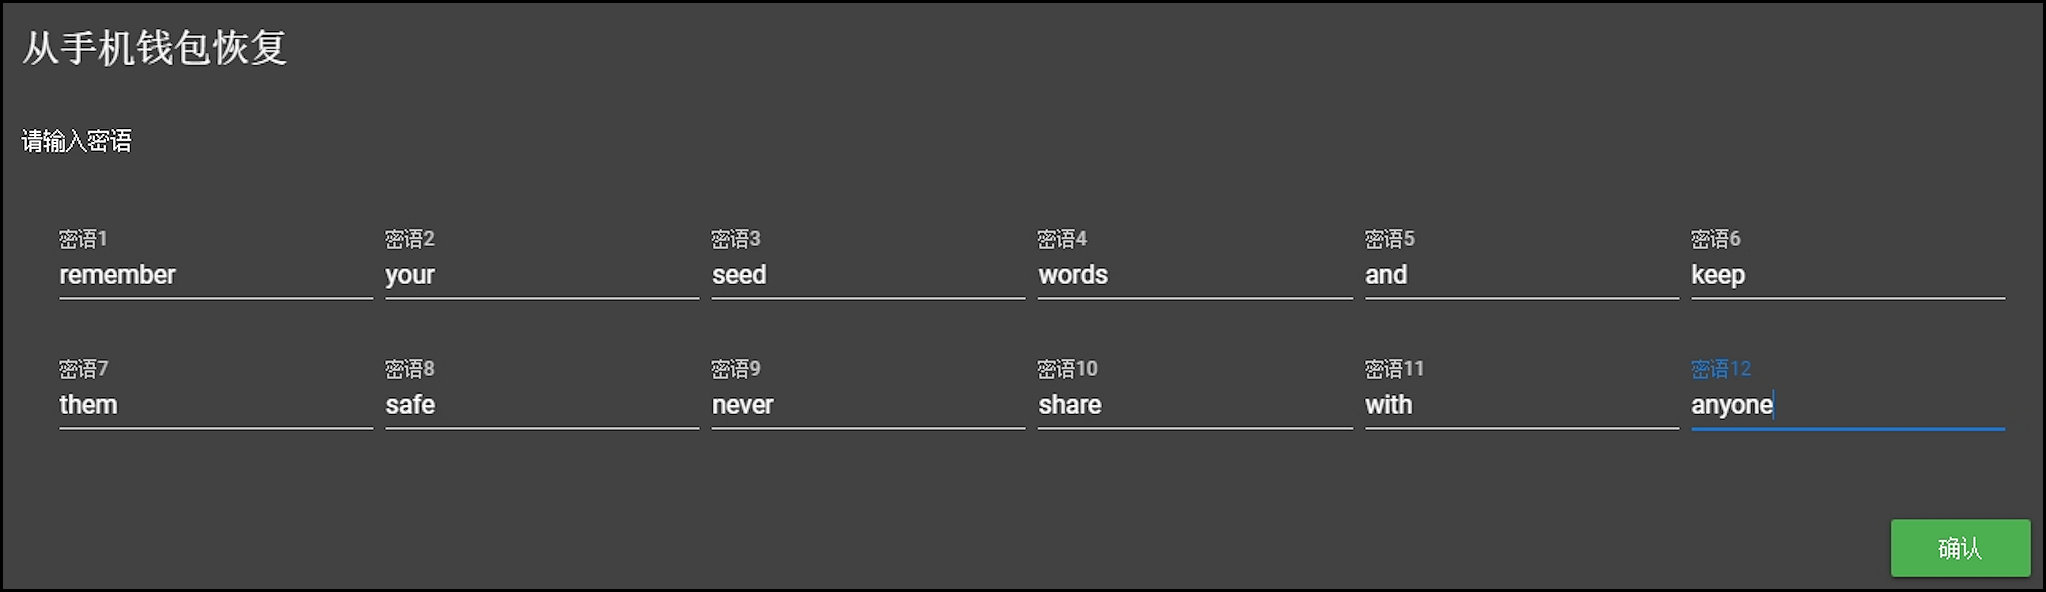 从手机钱包恢复
请输入密语
密语1 密语2 密语3 密语4 密语5 密语6
remember your seed words and keep
密语7 密语8 密语9 密语10 密语11 密语12
them safe never share with anyone
确认